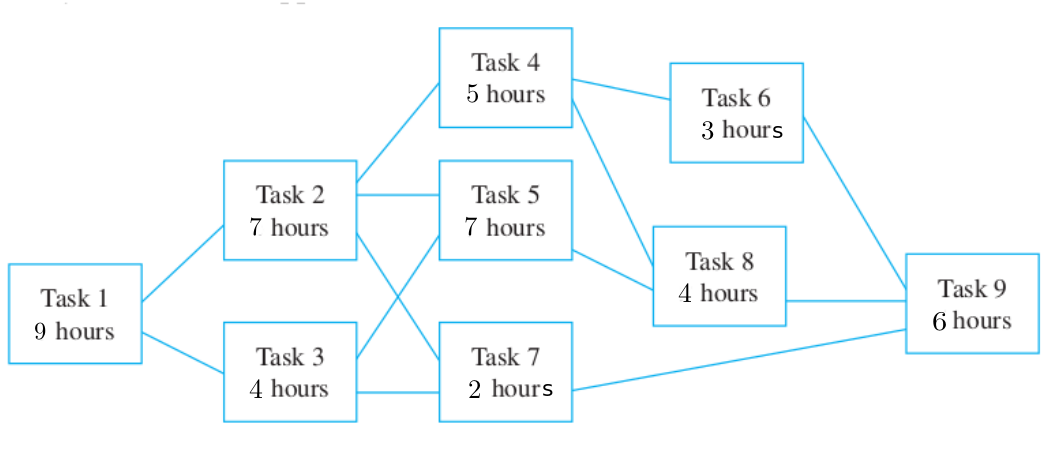 Task 4
5 hours
Task 6
3 hours
Task 2
7 hours
Task 5
7 hours
Task 8
4 hours
Task 1
9 hours
Task 9
6 hours
Task 3
4 hours
Task 7
2 hours